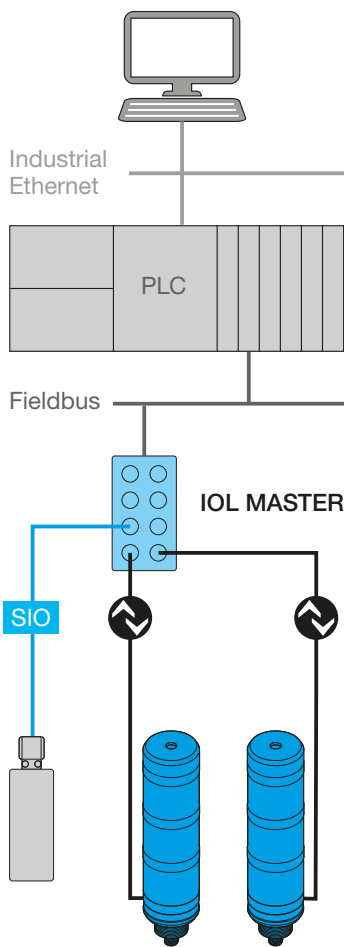 Industrial
Ethernet
PLC
Fieldbus
IOL MASTER
SIO